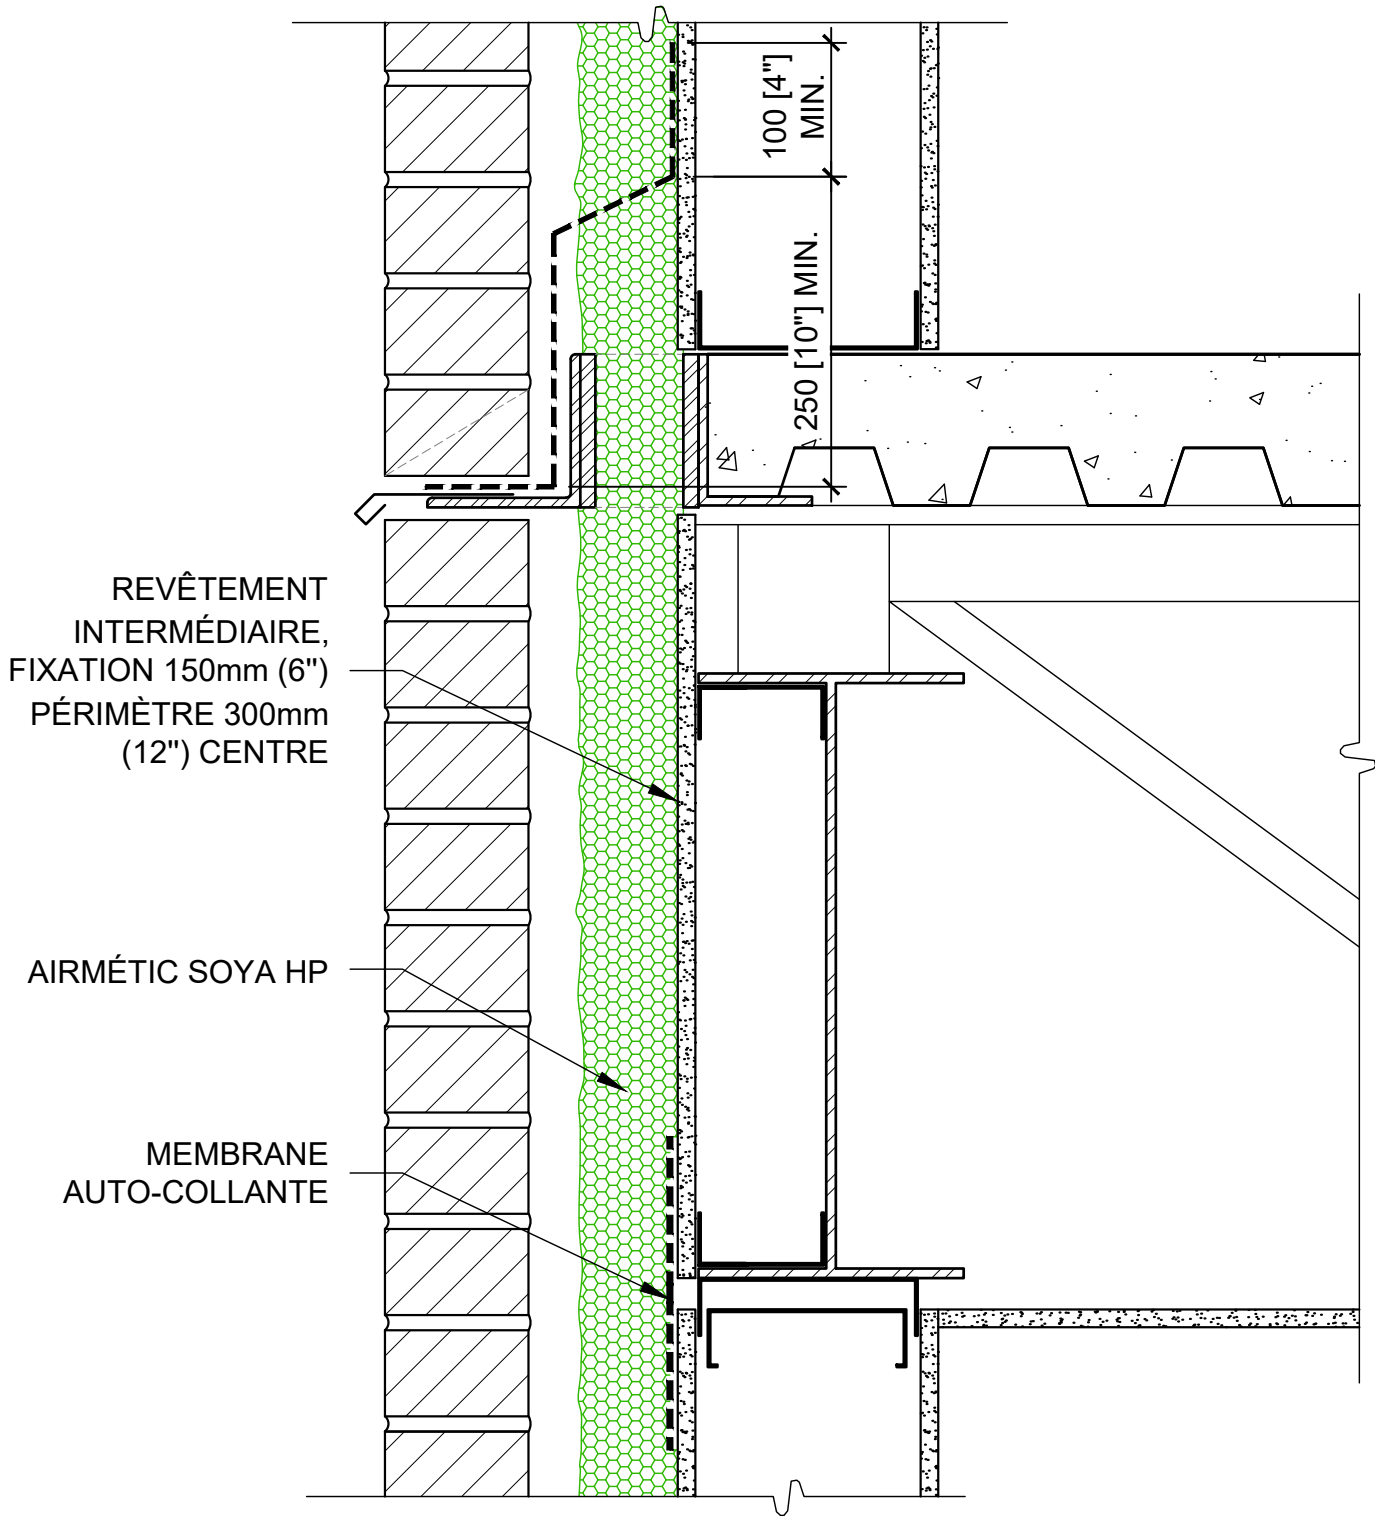 100 [4"]
MIN.
250 [10"] MIN.
REVÊTEMENT
INTERMÉDIAIRE,
FIXATION 150mm (6")
PÉRIMÈTRE 300mm
(12") CENTRE
AIRMÉTIC SOYA HP
MEMBRANE
AUTO-COLLANTE